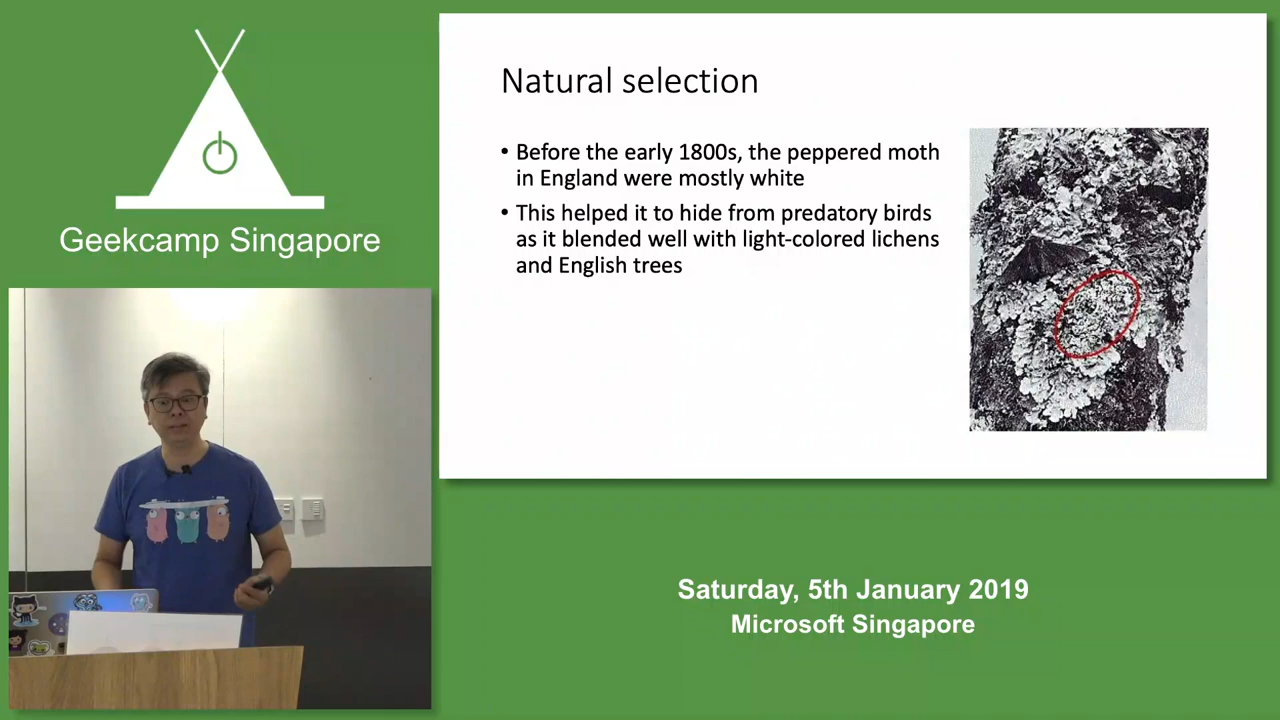 Geekcamp Singapore
Natural selection
• Before the early 1800s, the peppered moth
in England were mostly white
• This helped it to hide from predatory birds
as it blended well with light-colored lichens
and English trees
Saturday, 5th January 2019
Microsoft Singapore